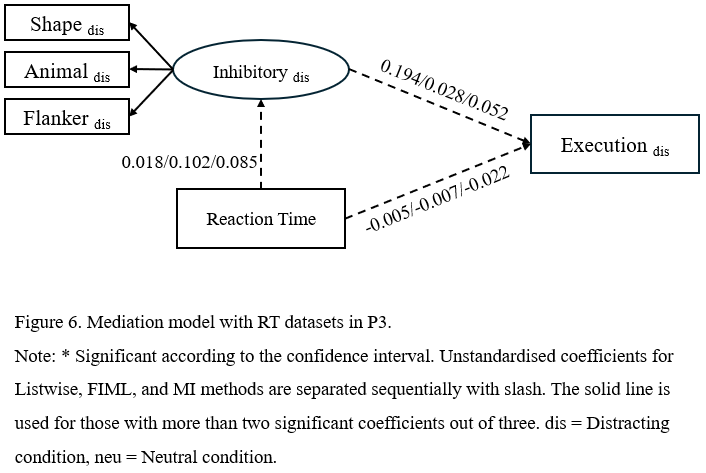 Shape dis
Animal dis
Flanker dis
Inhibitory dis
0.194/0.028/0.052
Execution dis
0.018/0.102/0.085
Reaction Time
-0.005/-0.007/-0.022
Figure 6. Mediation model with RT datasets in P3.
Note: * Significant according to the confidence interval. Unstandardised coefficients for
Listwise, FIML, and MI methods are separated sequentially with slash. The solid line is
used for those with more than two significant coefficients out of three. dis = Distracting
condition, neu = Neutral condition.